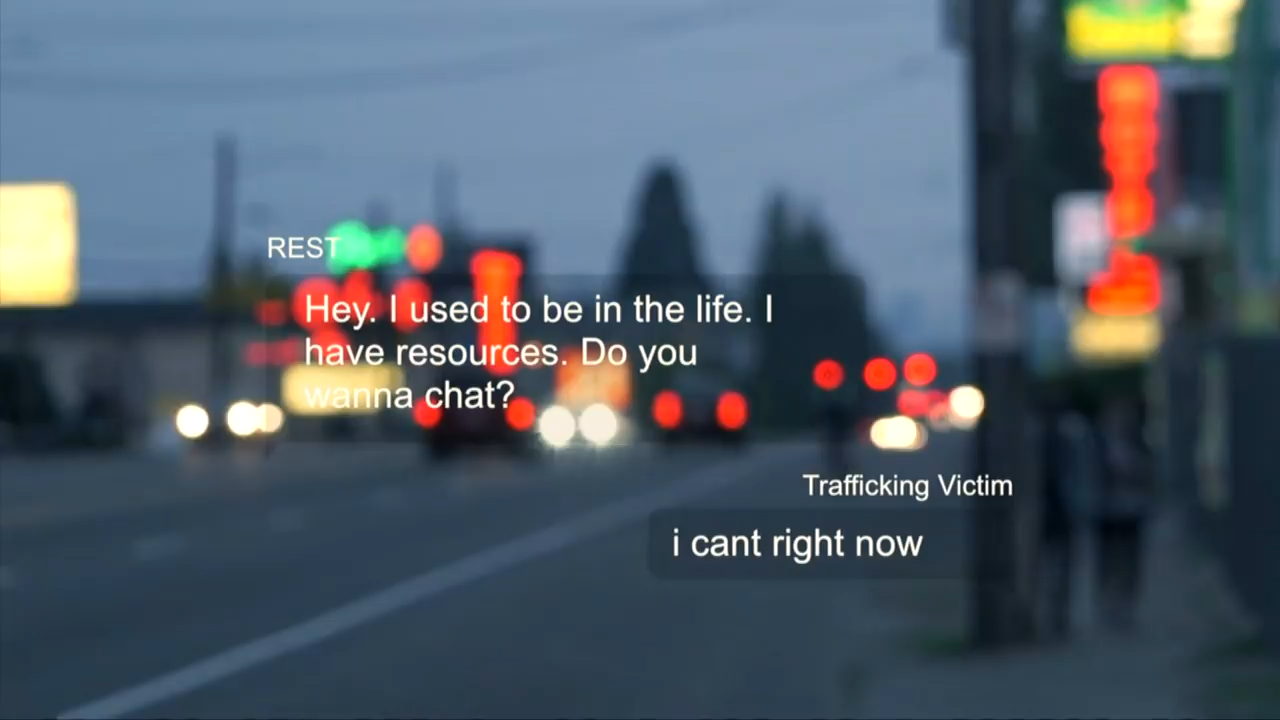 REST
Hey. I used to be in the life. I
have resources. Do you
wanna chat?
Trafficking Victim
i cant right now